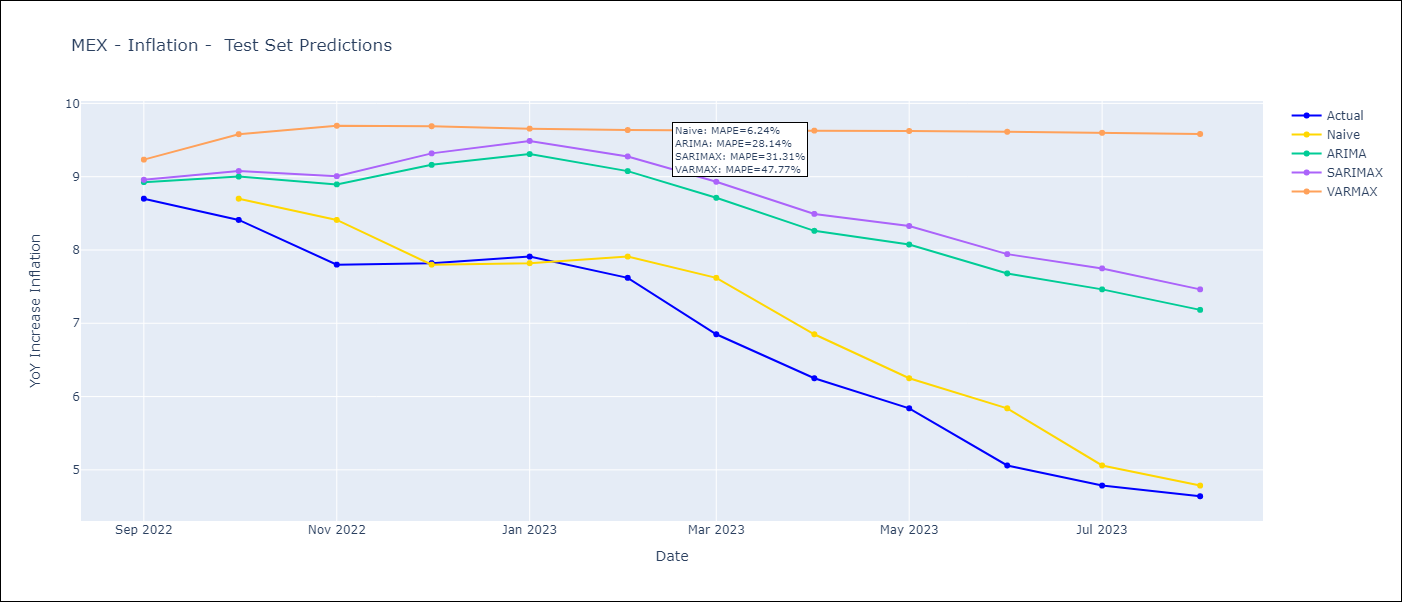 MEX - Inflation -  Test Set Predictions
10
9
8
7
6
5
YoY Increase Inflation
Naive: MAPE=6.24%
ARIMA: MAPE=28.14%
SARIMAX: MAPE=31.31%
VARMAX: MAPE=47.77%
Actual
Naive
ARIMA
SARIMAX
VARMAX
Sep 2022
Nov 2022
Jan 2023
Mar 2023
May 2023
Jul 2023
Date